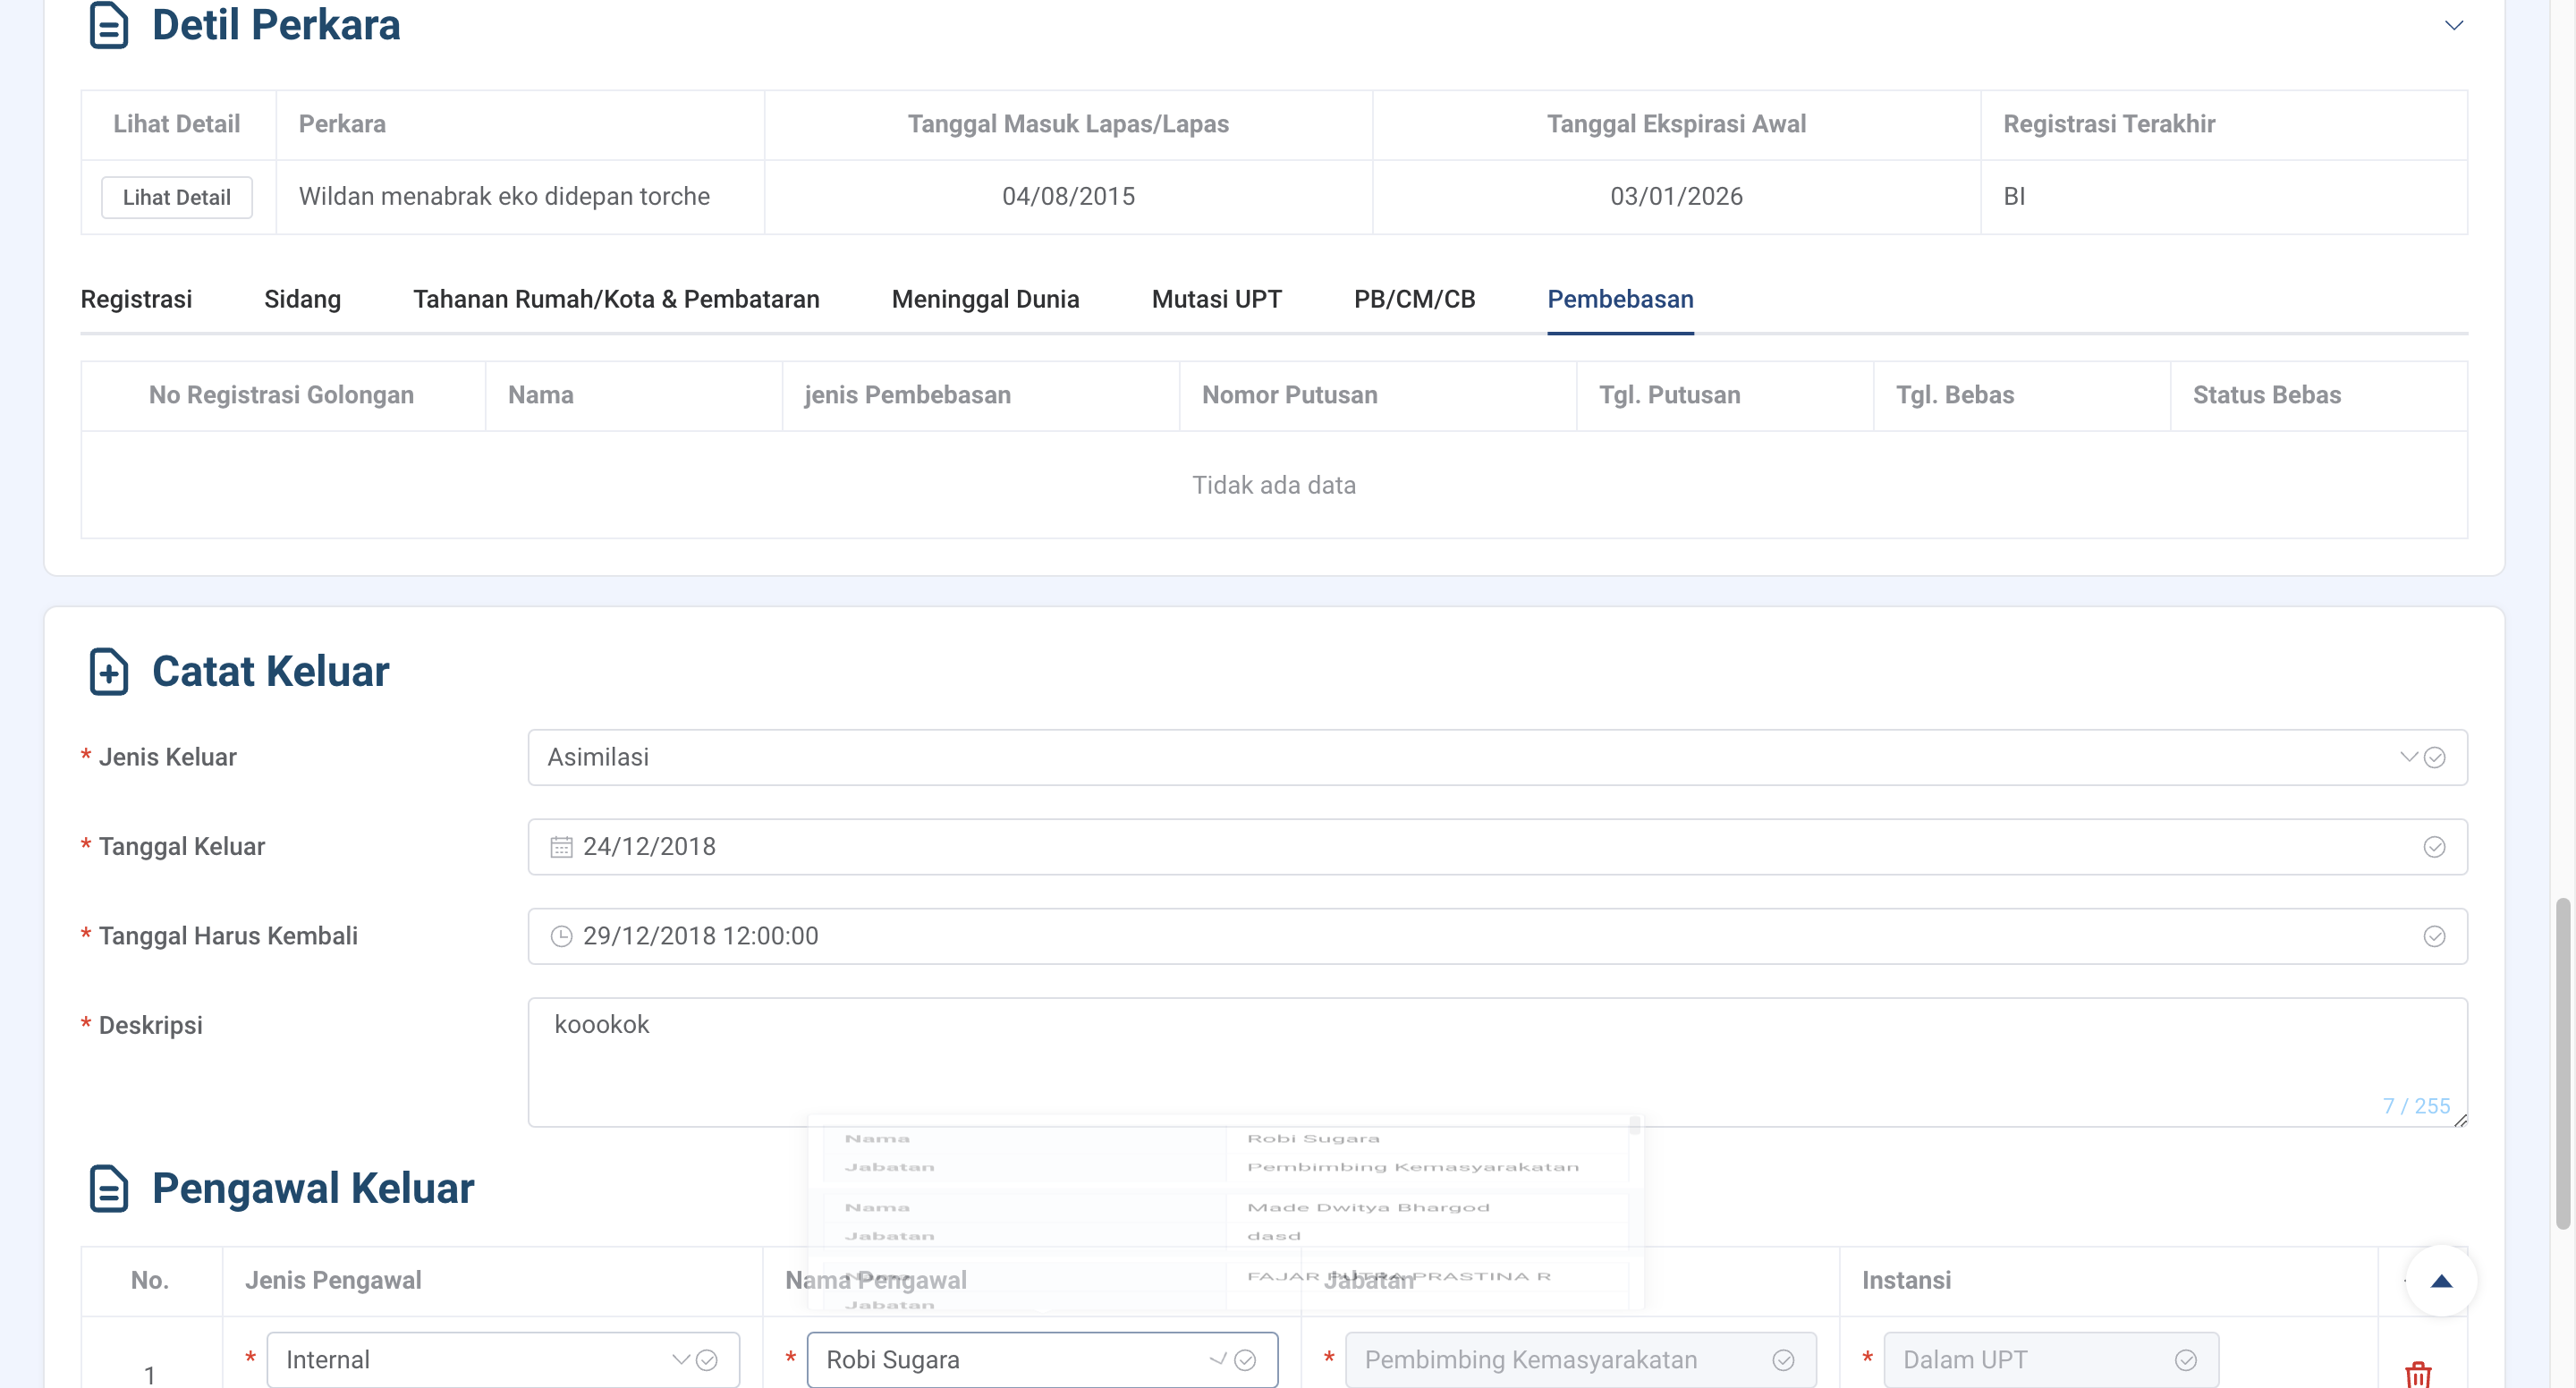 Detil Perkara
Lihat Detail Perkara Tanggal Masuk Lapas/Lapas Tanggal Ekspirasi Awal Registrasi Terakhir
Lihat Detail Wildan menabrak eko didepan torche 04/08/2015 03/01/2026 BI
Registrasi Sidang Tahanan Rumah/Kota & Pembataran Meninggal Dunia Mutasi UPT PB/CM/CB Pembebasan
No Registrasi Golongan Nama jenis Pembebasan Nomor Putusan Tgl. Putusan Tgl. Bebas Status Bebas
Tidak ada data
Catat Keluar
* Jenis Keluar Asimilasi
* Tanggal Keluar 24/12/2018
* Tanggal Harus Kembali 29/12/2018 12:00:00
* Deskripsi koookok
7 / 255
Nama Robi Sugara
Jabatan Pembimbing Kemasyarakatan
Pengawal Keluar
Nama Made Dwitya Bhargod
Jabatan dasd
Nama FAJAR PUTRA PRASTINA R
No. Jenis Pengawal Nama Pengawal Jabatan Instansi
Jabatan
1 * Internal * Robi Sugara * Pembimbing Kemasyarakatan * Dalam UPT